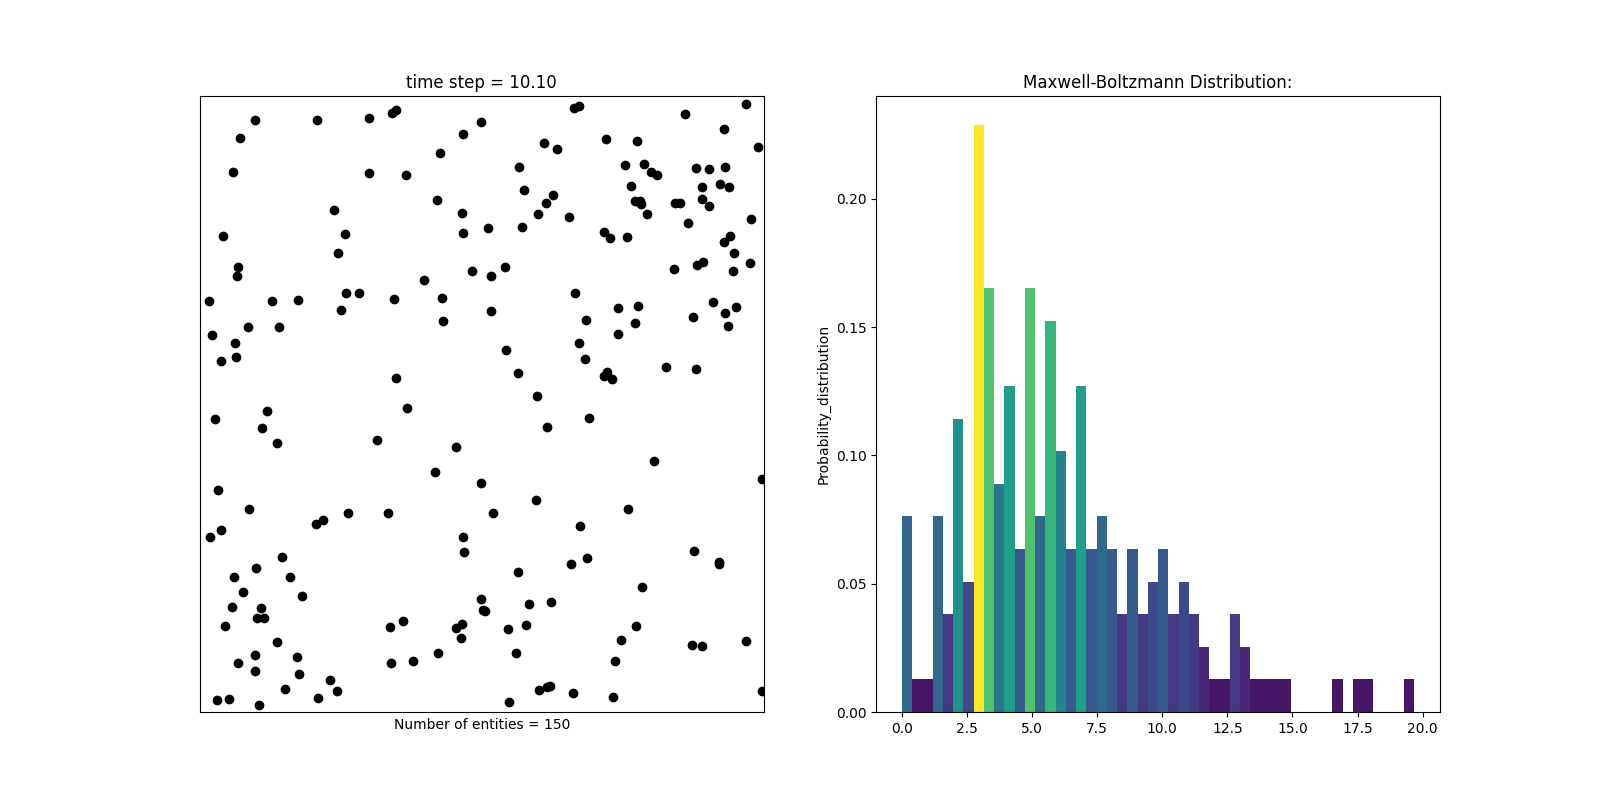 time step = 10.10
Number of entities = 150
Maxwell-Boltzmann Distribution:
Probability_distribution
0.20
0.15
0.10
0.05
0.00
0.0 2.5 5.0 7.5 10.0 12.5 15.0 17.5 20.0